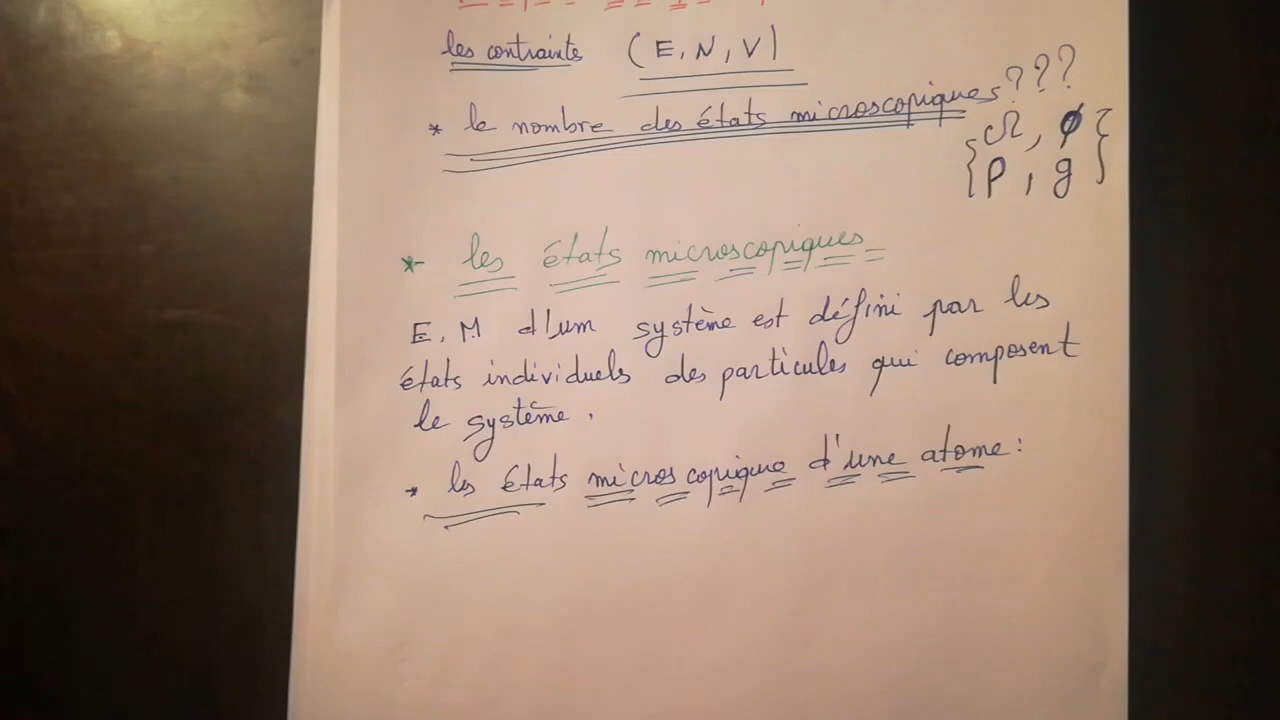 les contraints (E, N, V)
* le nombre des états microscopiques ???
{Ω, φ
ρ, g}
* les états microscopiques =
E, M d'um système est défini par les
états individuels des particules qui composent
le système.
* les états microscopique d'une atome :